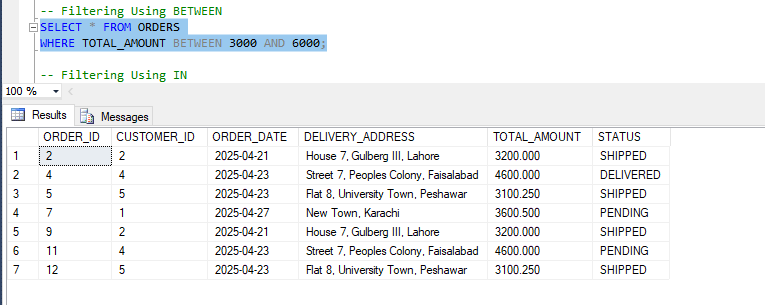 -- Filtering Using BETWEEN
SELECT * FROM ORDERS
WHERE TOTAL_AMOUNT BETWEEN 3000 AND 6000;
-- Filtering Using IN
100 %
Results Messages
ORDER_ID CUSTOMER_ID ORDER_DATE DELIVERY_ADDRESS TOTAL_AMOUNT STATUS
1 2 2 2025-04-21 House 7, Gulberg III, Lahore 3200.000 SHIPPED
2 4 4 2025-04-23 Street 7, Peoples Colony, Faisalabad 4600.000 DELIVERED
3 5 5 2025-04-23 Flat 8, University Town, Peshawar 3100.250 SHIPPED
4 7 1 2025-04-27 New Town, Karachi 3600.500 PENDING
5 9 2 2025-04-21 House 7, Gulberg III, Lahore 3200.000 SHIPPED
6 11 4 2025-04-23 Street 7, Peoples Colony, Faisalabad 4600.000 PENDING
7 12 5 2025-04-23 Flat 8, University Town, Peshawar 3100.250 SHIPPED